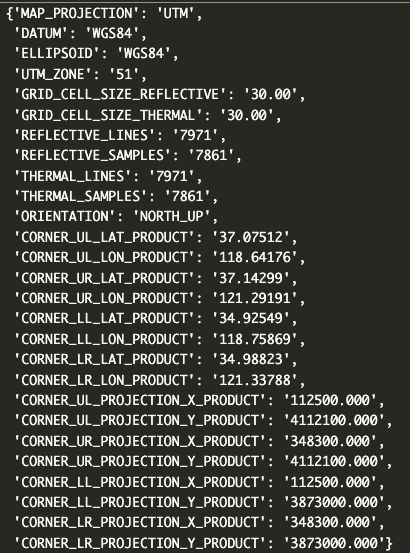 {'MAP_PROJECTION': 'UTM',
'DATUM': 'WGS84',
'ELLIPSOID': 'WGS84',
'UTM_ZONE': '51',
'GRID_CELL_SIZE_REFLECTIVE': '30.00',
'GRID_CELL_SIZE_THERMAL': '30.00',
'REFLECTIVE_LINES': '7971',
'REFLECTIVE_SAMPLES': '7861',
'THERMAL_LINES': '7971',
'THERMAL_SAMPLES': '7861',
'ORIENTATION': 'NORTH_UP',
'CORNER_UL_LAT_PRODUCT': '37.07512',
'CORNER_UL_LON_PRODUCT': '118.64176',
'CORNER_UR_LAT_PRODUCT': '37.14299',
'CORNER_UR_LON_PRODUCT': '121.29191',
'CORNER_LL_LAT_PRODUCT': '34.92549',
'CORNER_LL_LON_PRODUCT': '118.75869',
'CORNER_LR_LAT_PRODUCT': '34.98823',
'CORNER_LR_LON_PRODUCT': '121.33788',
'CORNER_UL_PROJECTION_X_PRODUCT': '112500.000',
'CORNER_UL_PROJECTION_Y_PRODUCT': '4112100.000',
'CORNER_UR_PROJECTION_X_PRODUCT': '348300.000',
'CORNER_UR_PROJECTION_Y_PRODUCT': '4112100.000',
'CORNER_LL_PROJECTION_X_PRODUCT': '112500.000',
'CORNER_LL_PROJECTION_Y_PRODUCT': '3873000.000',
'CORNER_LR_PROJECTION_X_PRODUCT': '348300.000',
'CORNER_LR_PROJECTION_Y_PRODUCT': '3873000.000'}